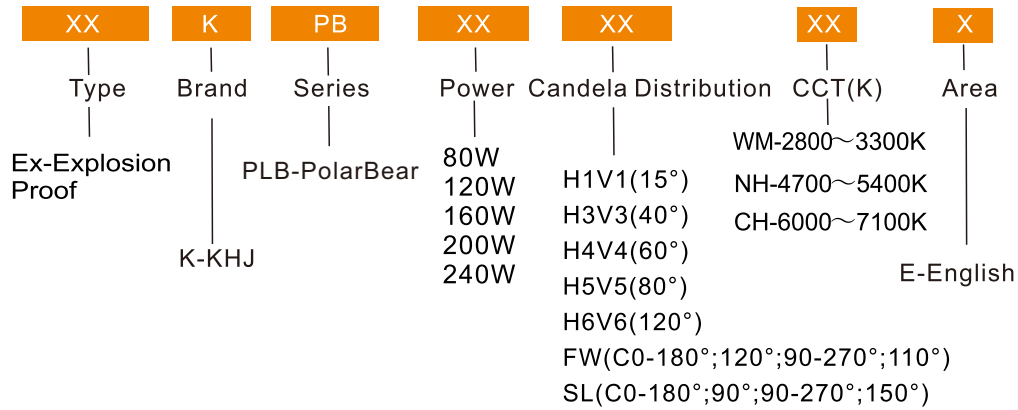 XX K PB XX XX XX X
Type Brand Series Power Candela Distribution CCT(K) Area
Ex-Explosion
Proof
K-KHJ
PLB-PolarBear
80W
120W
160W
200W
240W
H1V1(15°)
H3V3(40°)
H4V4(60°)
H5V5(80°)
H6V6(120°)
FW(C0-180°;120°;90-270°;110°)
SL(C0-180°;90°;90-270°;150°)
WM-2800～3300K
NH-4700～5400K
CH-6000～7100K
E-English